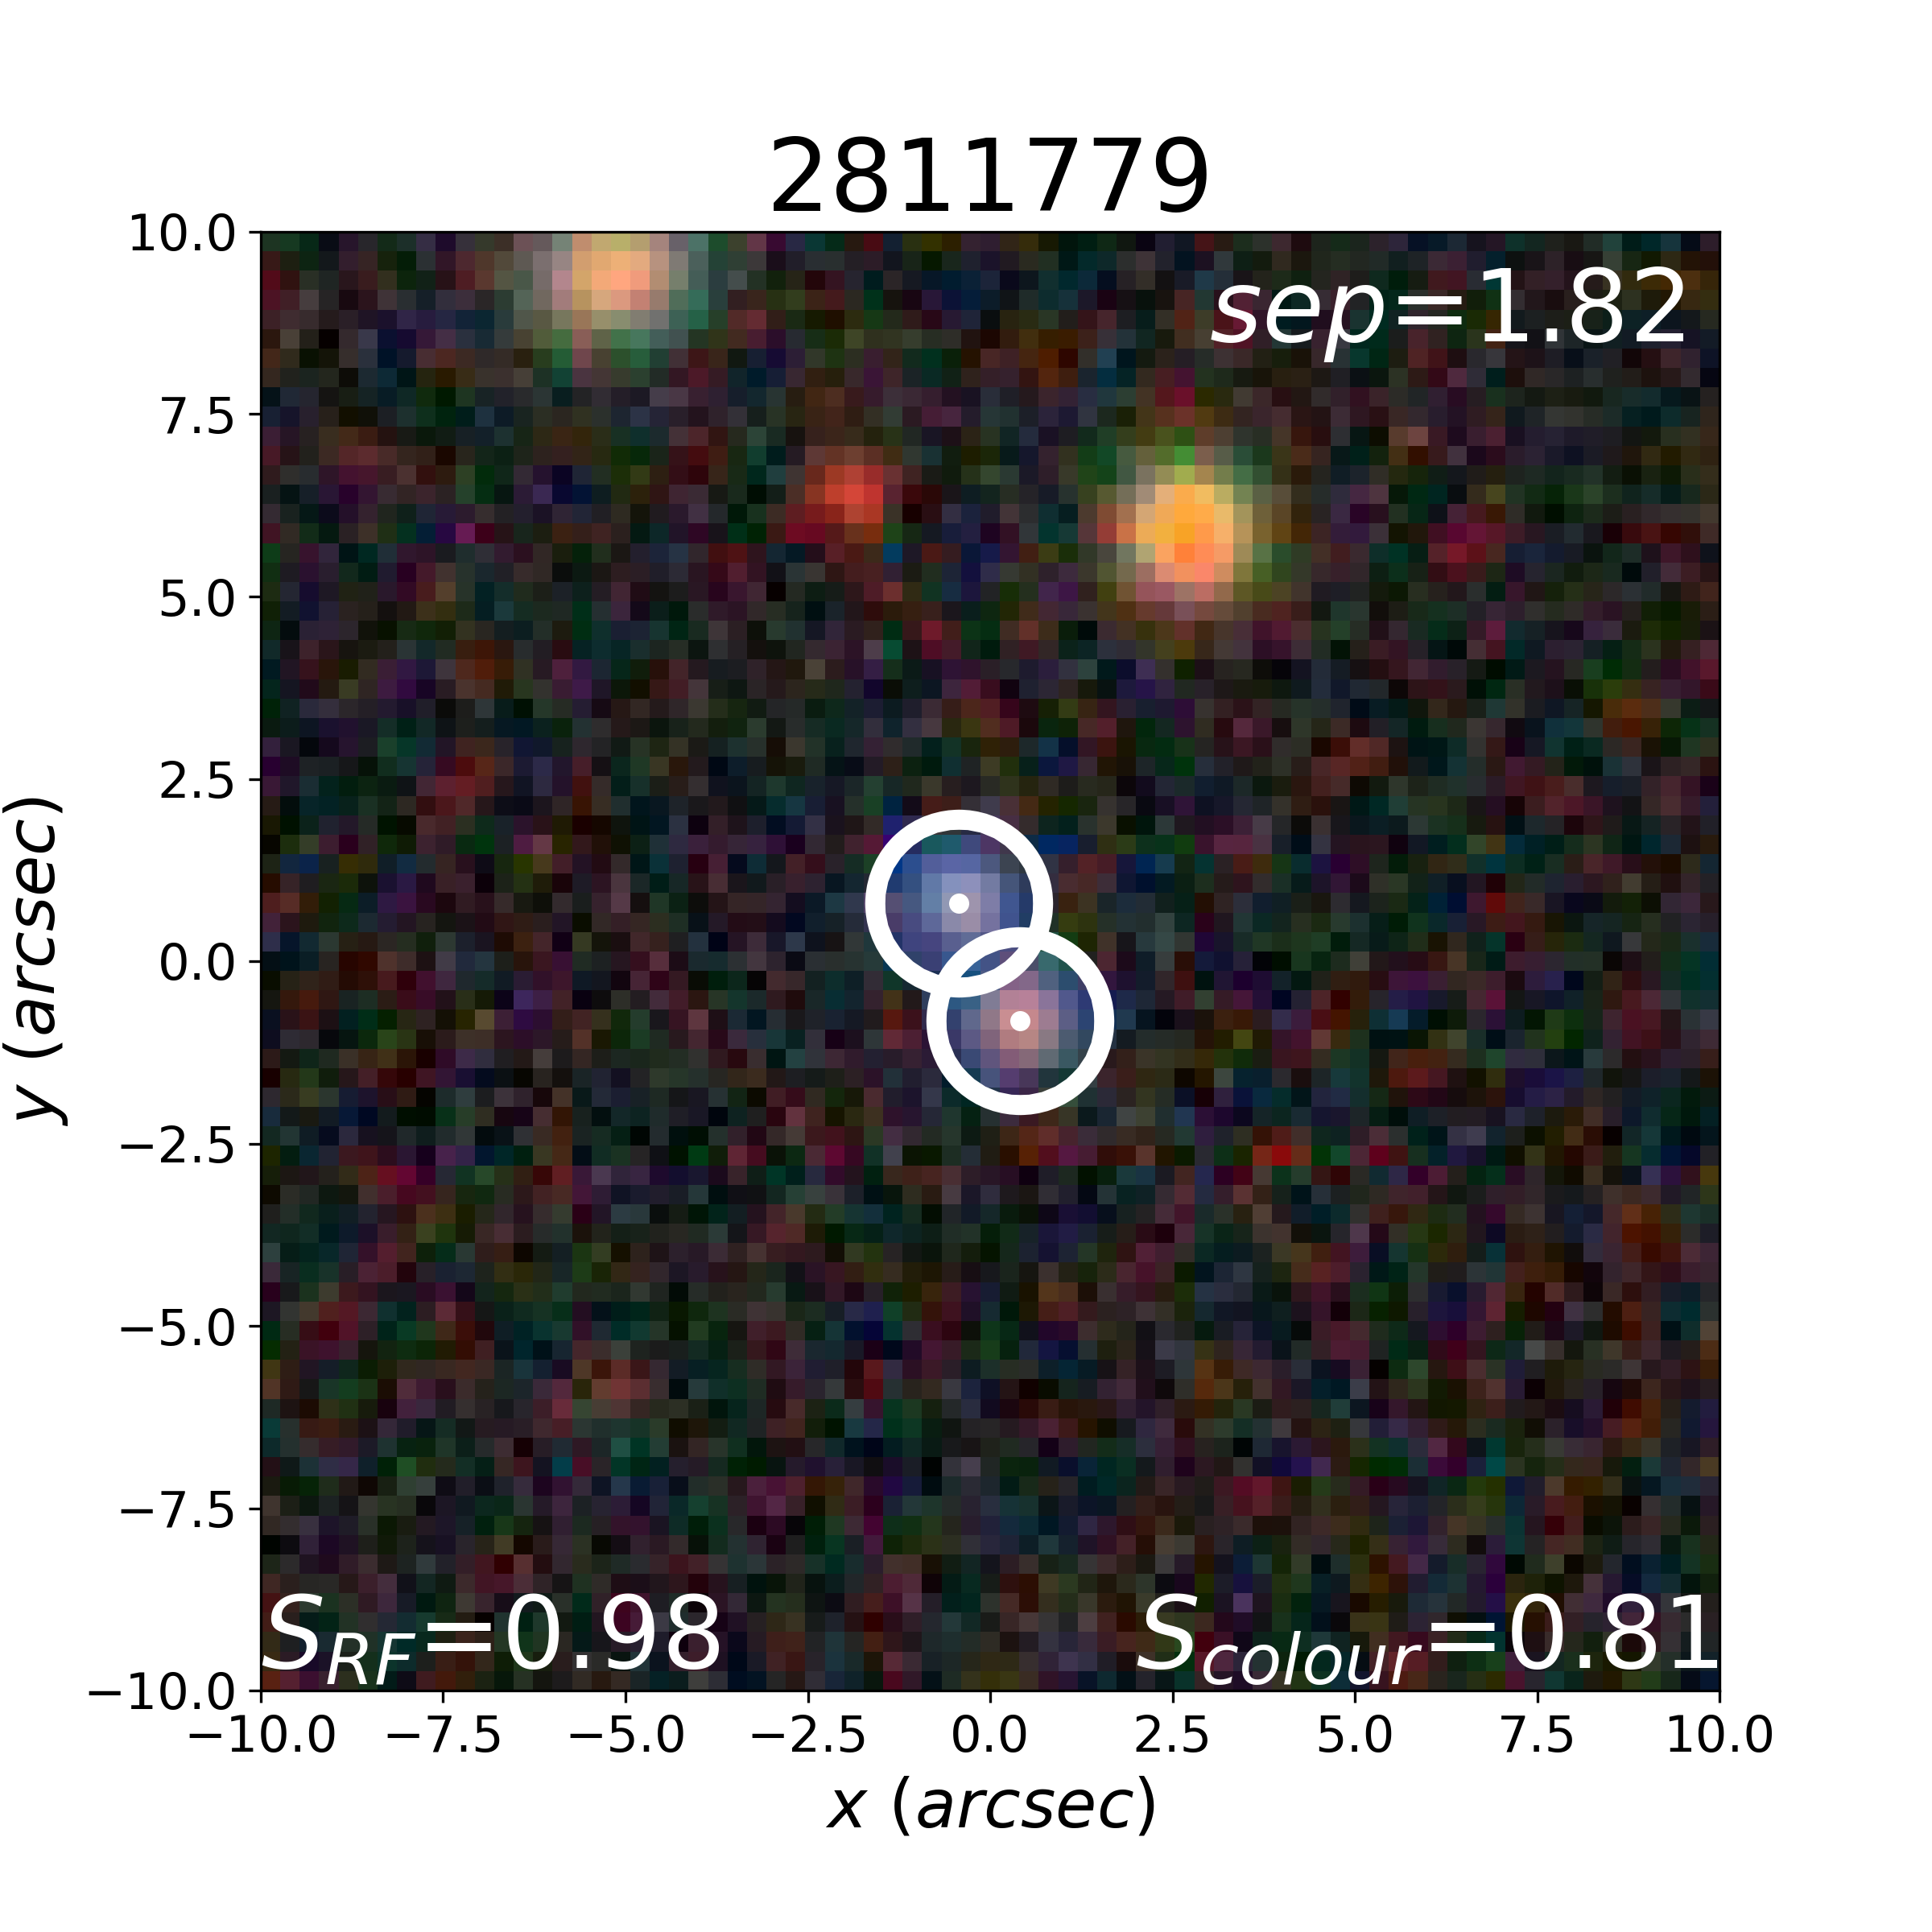 2811779
sep=1.82
10.0
7.5
5.0
2.5
0.0
−2.5
−5.0
−7.5
−10.0
y (arcsec)
S_RF=0.98
S_colour=0.81
−10.0 −7.5 −5.0 −2.5 0.0 2.5 5.0 7.5 10.0
x (arcsec)